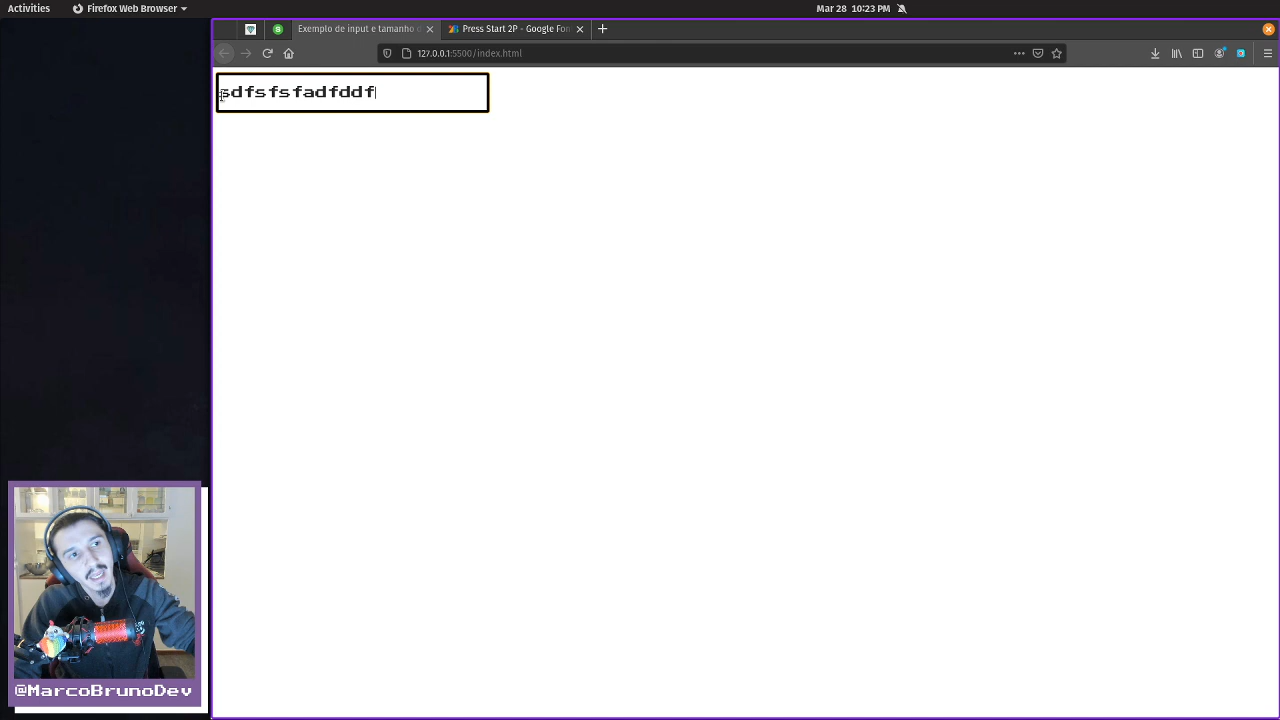 Activities
Firefox Web Browser
Mar 28 10:23 PM
Exemplo de input e tamanho
Press Start 2P - Google Fon
127.0.0.1:5500/index.html
sdfsfsfadfddf
@MarcoBrunoDev